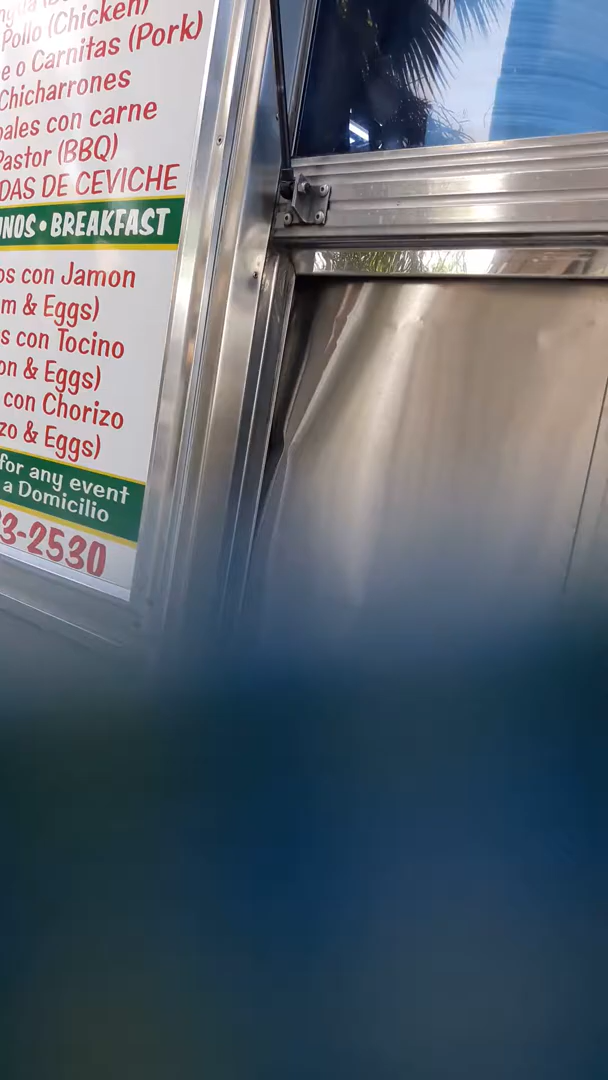 Pollo (Chicken)
e o Carnitas (Pork)
Chicharrones
pales con carne
Pastor (BBQ)
DAS DE CEVICHE
UNOS • BREAKFAST
os con Jamon
m & Eggs)
s con Tocino
on & Eggs)
con Chorizo
zo & Eggs)
for any event
a Domicilio
3-2530